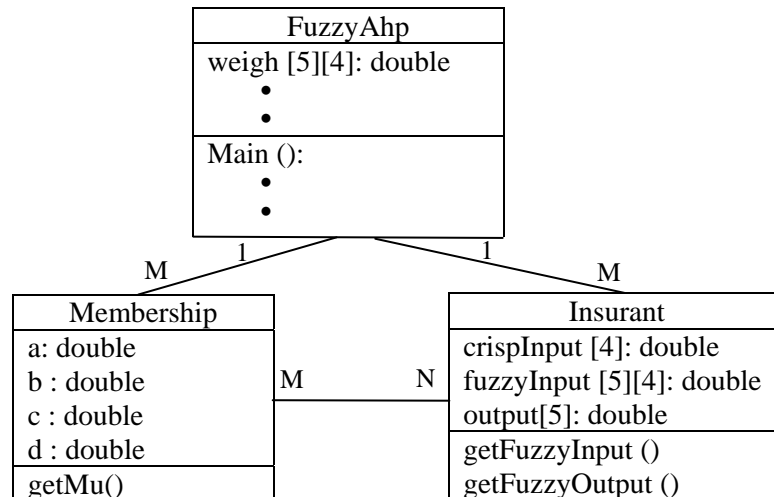 FuzzyAhp
weigh [5][4]: double
•
•
Main ():
•
•
1
1
M
M
Membership
a: double
b : double
c : double
d : double
getMu()
M
N
Insurant
crispInput [4]: double
fuzzyInput [5][4]: double
output[5]: double
getFuzzyInput ()
getFuzzyOutput ()